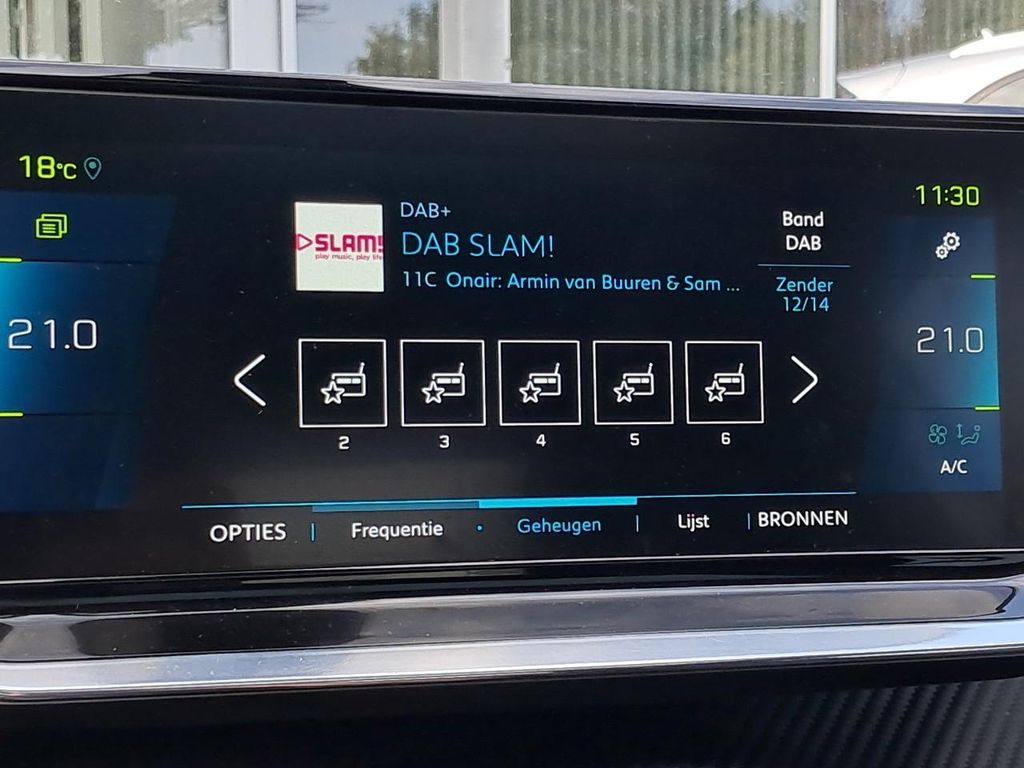 18°C
11:30
DAB+
SLAM!
play music, play life
DAB SLAM!
11C Onair: Armin van Buuren & Sam ...
Band
DAB
Zender
12/14
21.0
21.0
2
3
4
5
6
A/C
OPTIES | Frequentie • Geheugen | Lijst | BRONNEN